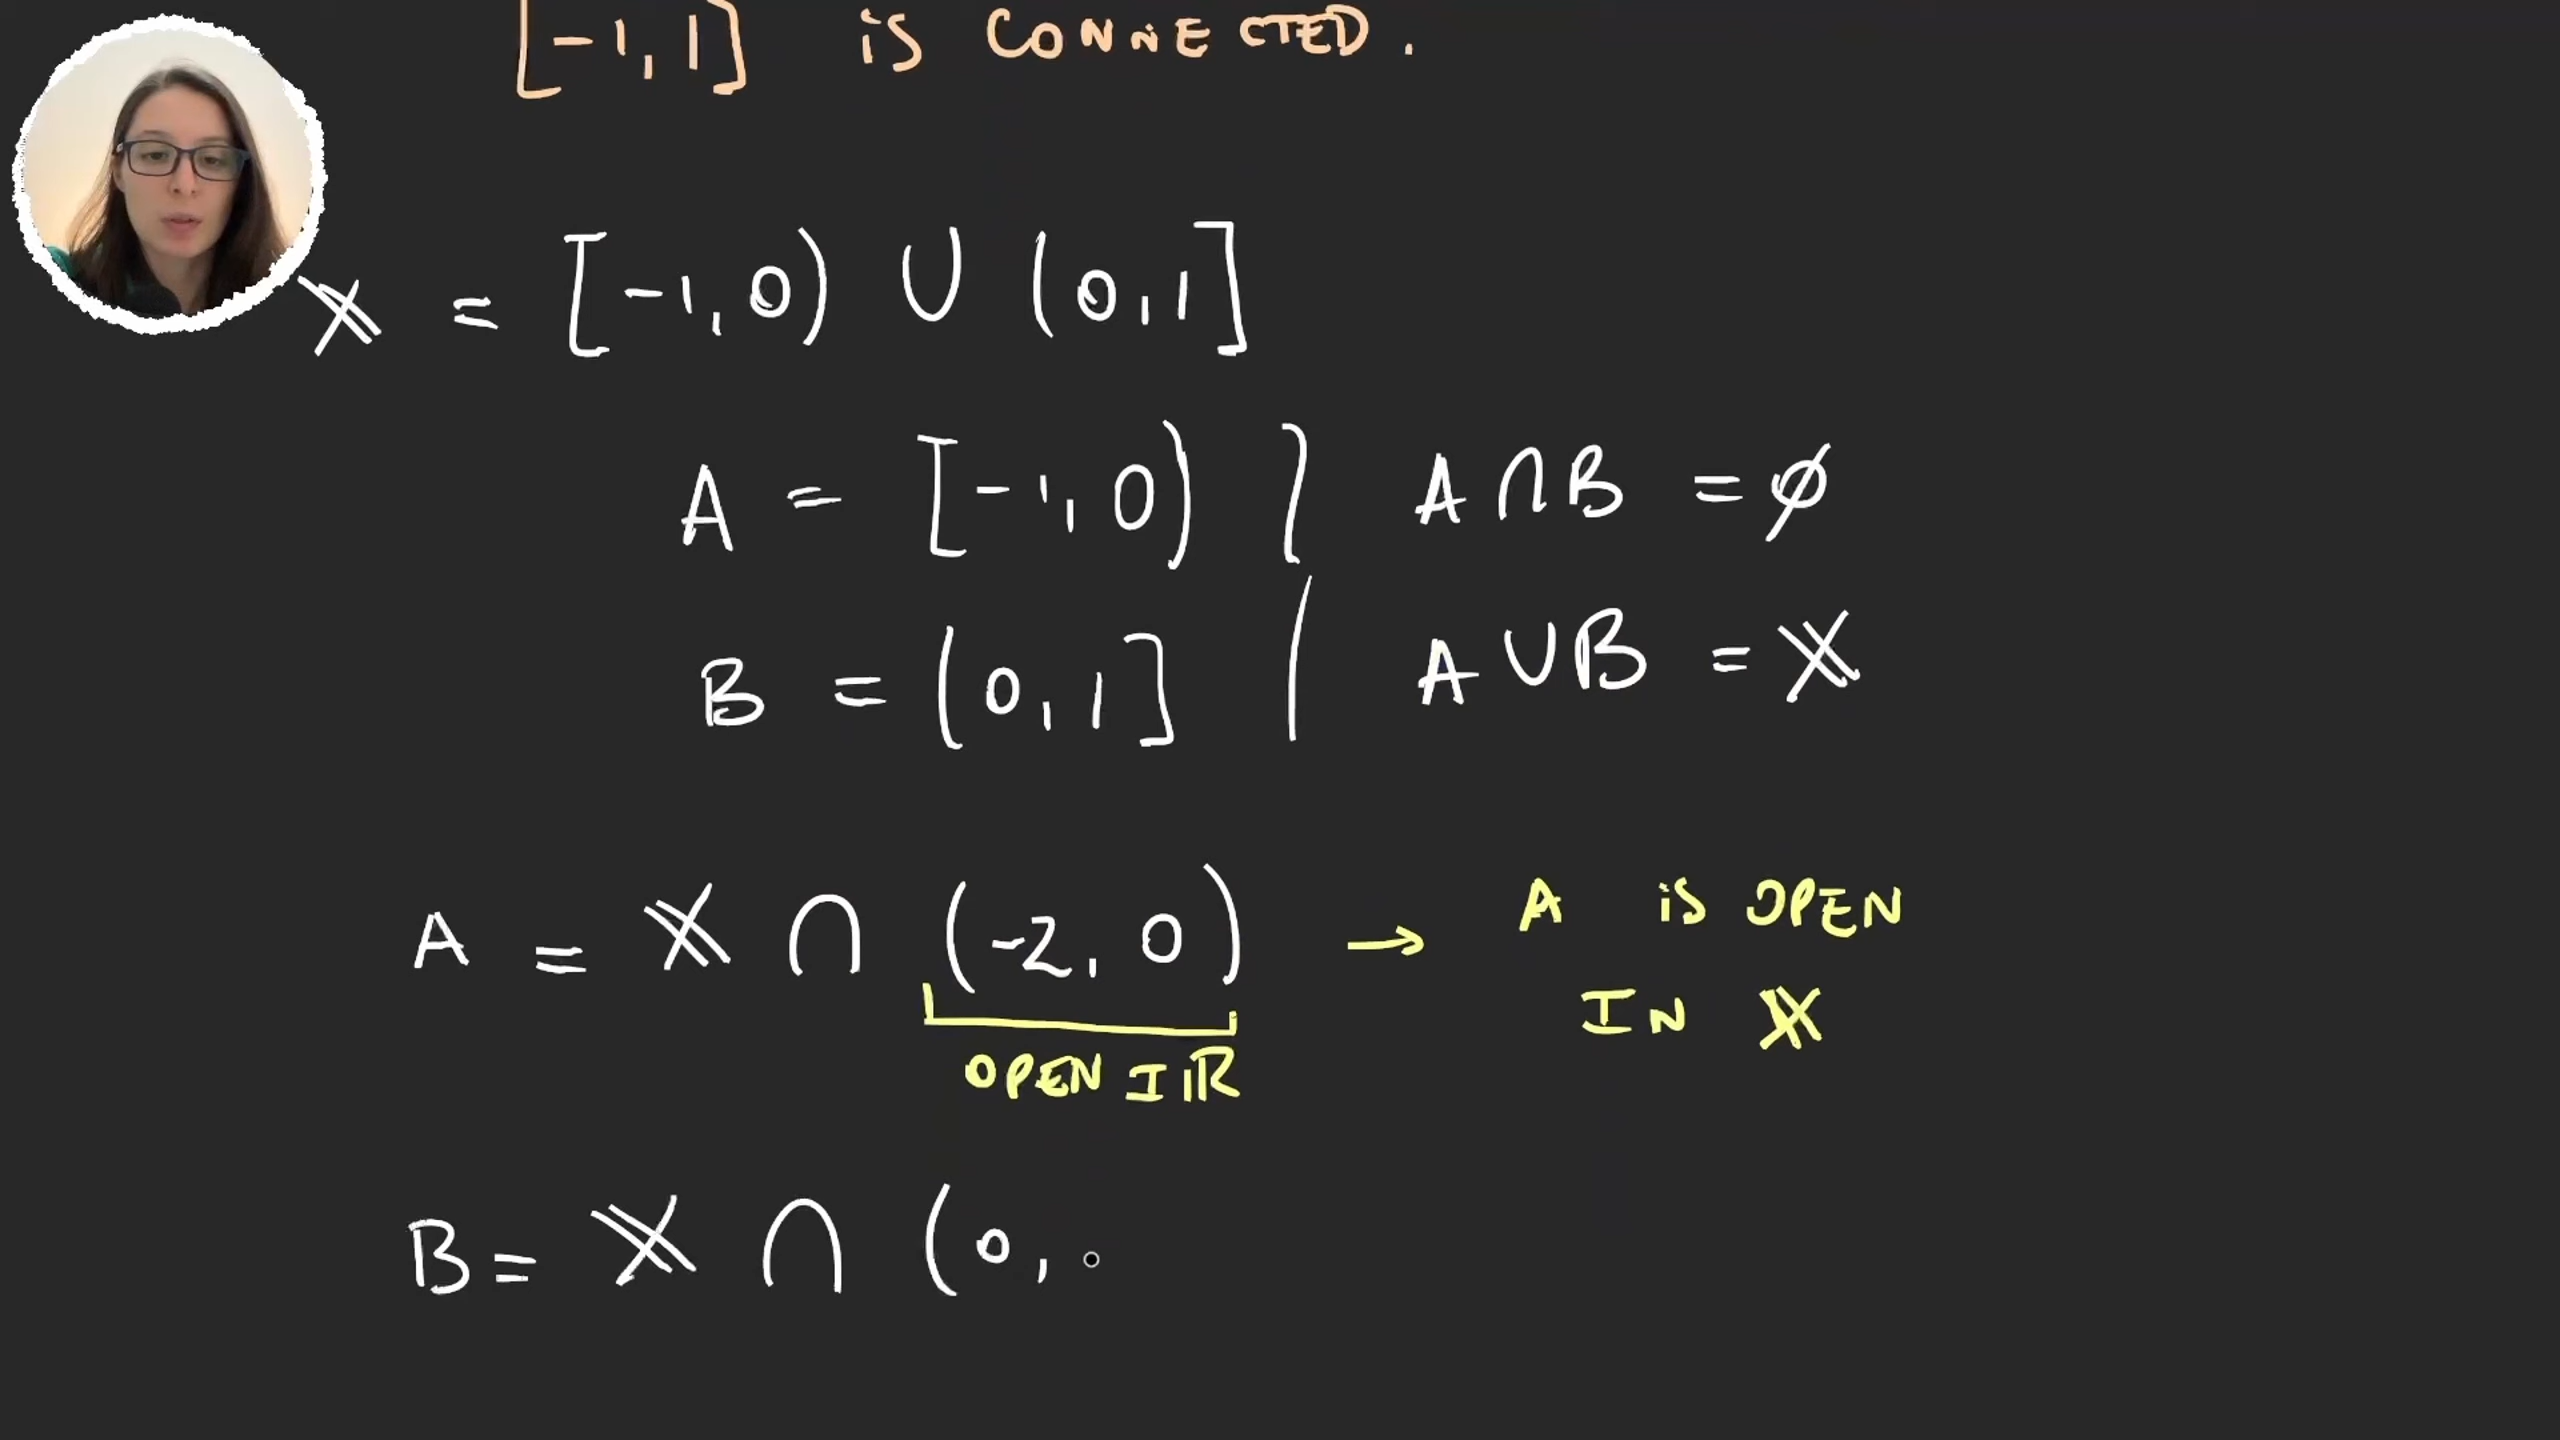 [-1,1] is CONNECTED.
𝕏 = [-1,0) ∪ (0,1]
A = [-1,0) } A∩B = ∅
B = (0,1] A∪B = 𝕏
A = 𝕏 ∩ (-2,0) → A is OPEN
IN 𝕏
OPEN I ℝ
B = 𝕏 ∩ (0,